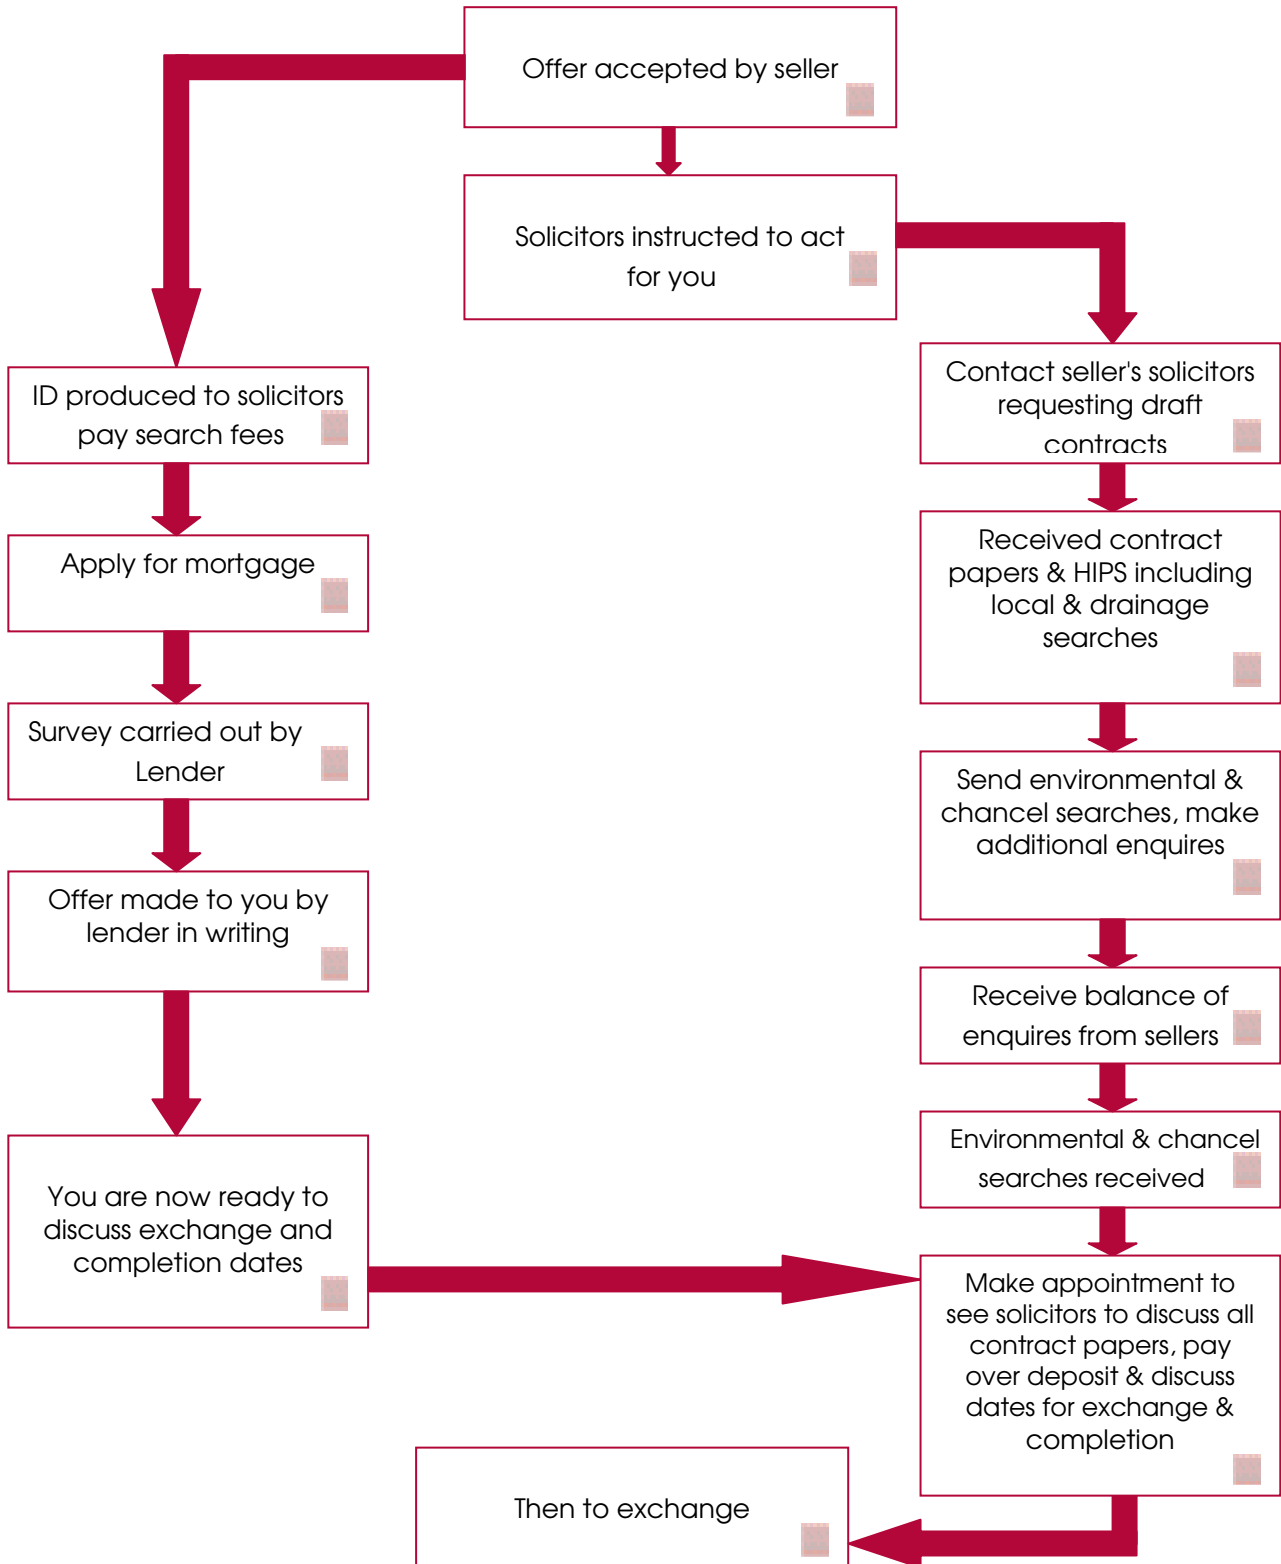 Offer accepted by seller
Solicitors instructed to act
for you
ID produced to solicitors
pay search fees
Apply for mortgage
Survey carried out by
Lender
Offer made to you by
lender in writing
You are now ready to
discuss exchange and
completion dates
Contact seller's solicitors
requesting draft
contracts
Received contract
papers & HIPS including
local & drainage
searches
Send environmental &
chancel searches, make
additional enquires
Receive balance of
enquires from sellers
Environmental & chancel
searches received
Make appointment to
see solicitors to discuss all
contract papers, pay
over deposit & discuss
dates for exchange &
completion
Then to exchange